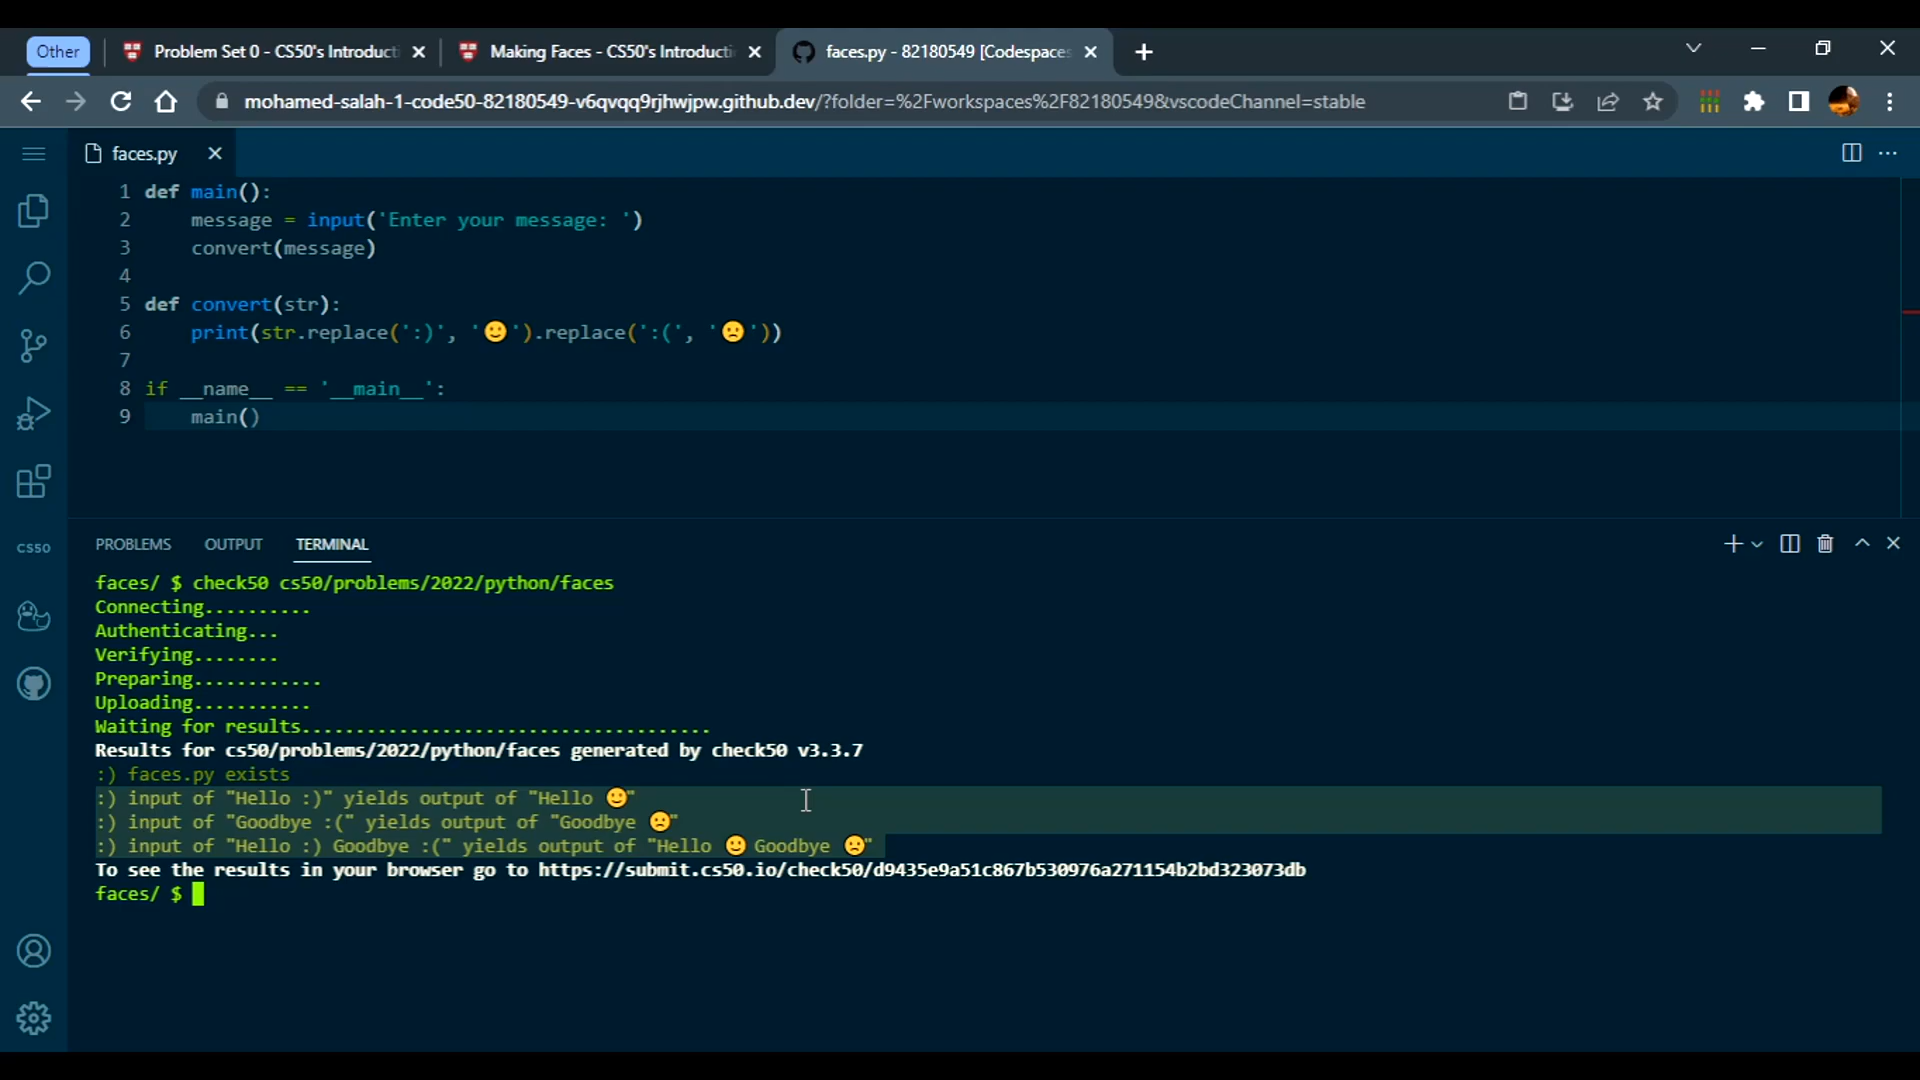 Other
Problem Set 0 - CS50's Introducti
Making Faces - CS50's Introducti
faces.py - 82180549 [Codespaces
mohamed-salah-1-code50-82180549-v6qvqq9rjhwjpw.github.dev/?folder=%2Fworkspaces%2F82180549&vscodeChannel=stable
faces.py
1 def main():
2 message = input('Enter your message: ')
3 convert(message)
4
5 def convert(str):
6 print(str.replace(':)', '🙂').replace(':(', '🙁'))
7
8 if __name__ == '__main__':
9 main()
CS50
PROBLEMS OUTPUT TERMINAL
faces/ $ check50 cs50/problems/2022/python/faces
Connecting..........
Authenticating...
Verifying........
Preparing............
Uploading..........
Waiting for results......................................
Results for cs50/problems/2022/python/faces generated by check50 v3.3.7
:) faces.py exists
:) input of "Hello :)" yields output of "Hello 🙂"
:) input of "Goodbye :(" yields output of "Goodbye 🙁"
:) input of "Hello :) Goodbye :(" yields output of "Hello 🙂 Goodbye 🙁"
To see the results in your browser go to https://submit.cs50.io/check50/d9435e9a51c867b530976a271154b2bd323073db
faces/ $